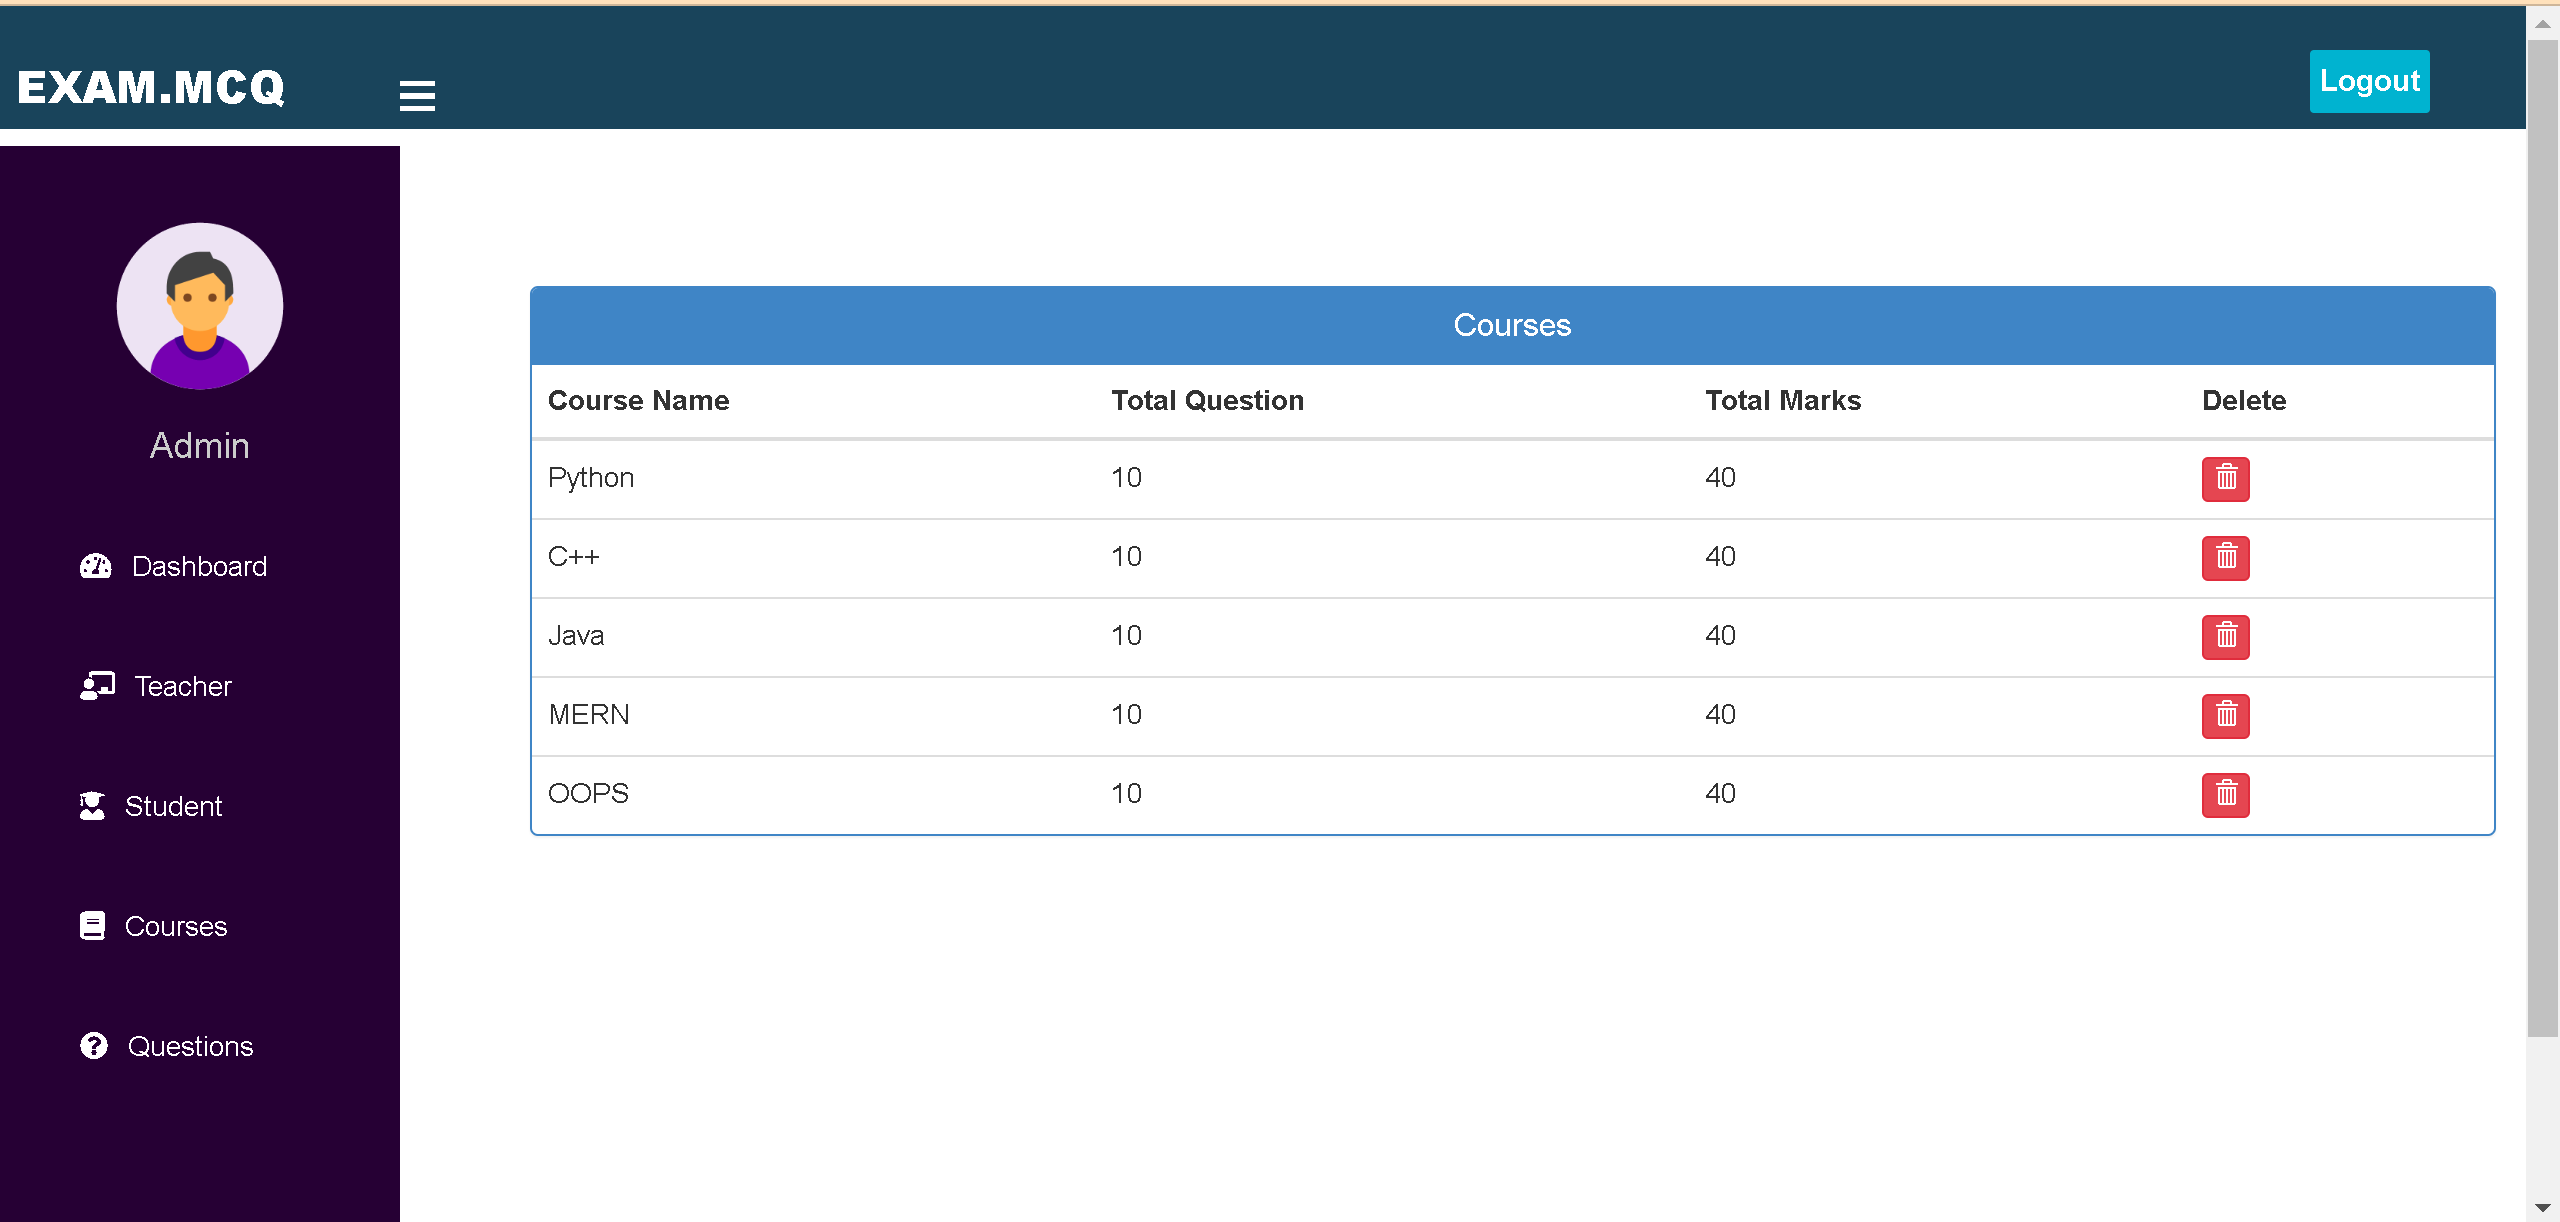 EXAM.MCQ
Logout
Admin
Dashboard
Teacher
Student
Courses
Questions
Courses
Course Name Total Question Total Marks Delete
Python 10 40
C++ 10 40
Java 10 40
MERN 10 40
OOPS 10 40